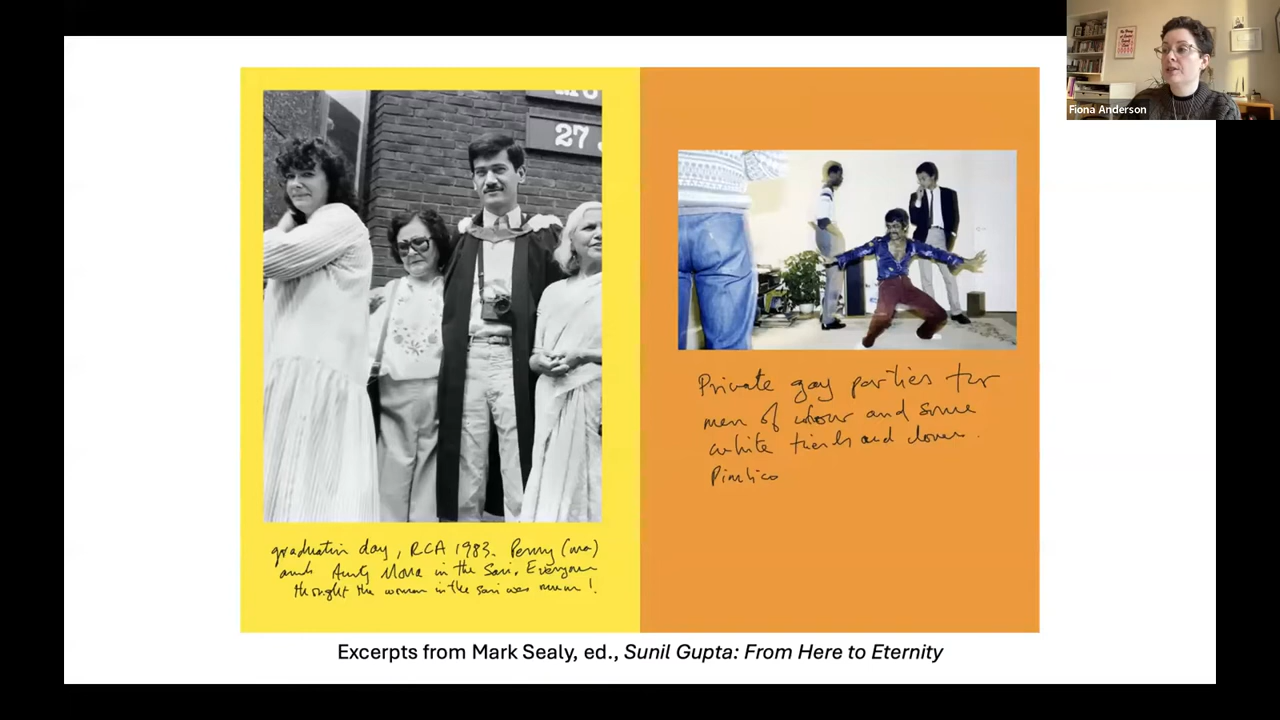 Fiona Anderson
27
graduation day, RCA 1983. Penny (ma)
and Aunty Mona in the Sari. Everyone
thought the woman in the sari was mum!
Private gay parties for
men of colour and some
white friends and lovers.
Pimlico
Excerpts from Mark Sealy, ed., Sunil Gupta: From Here to Eternity